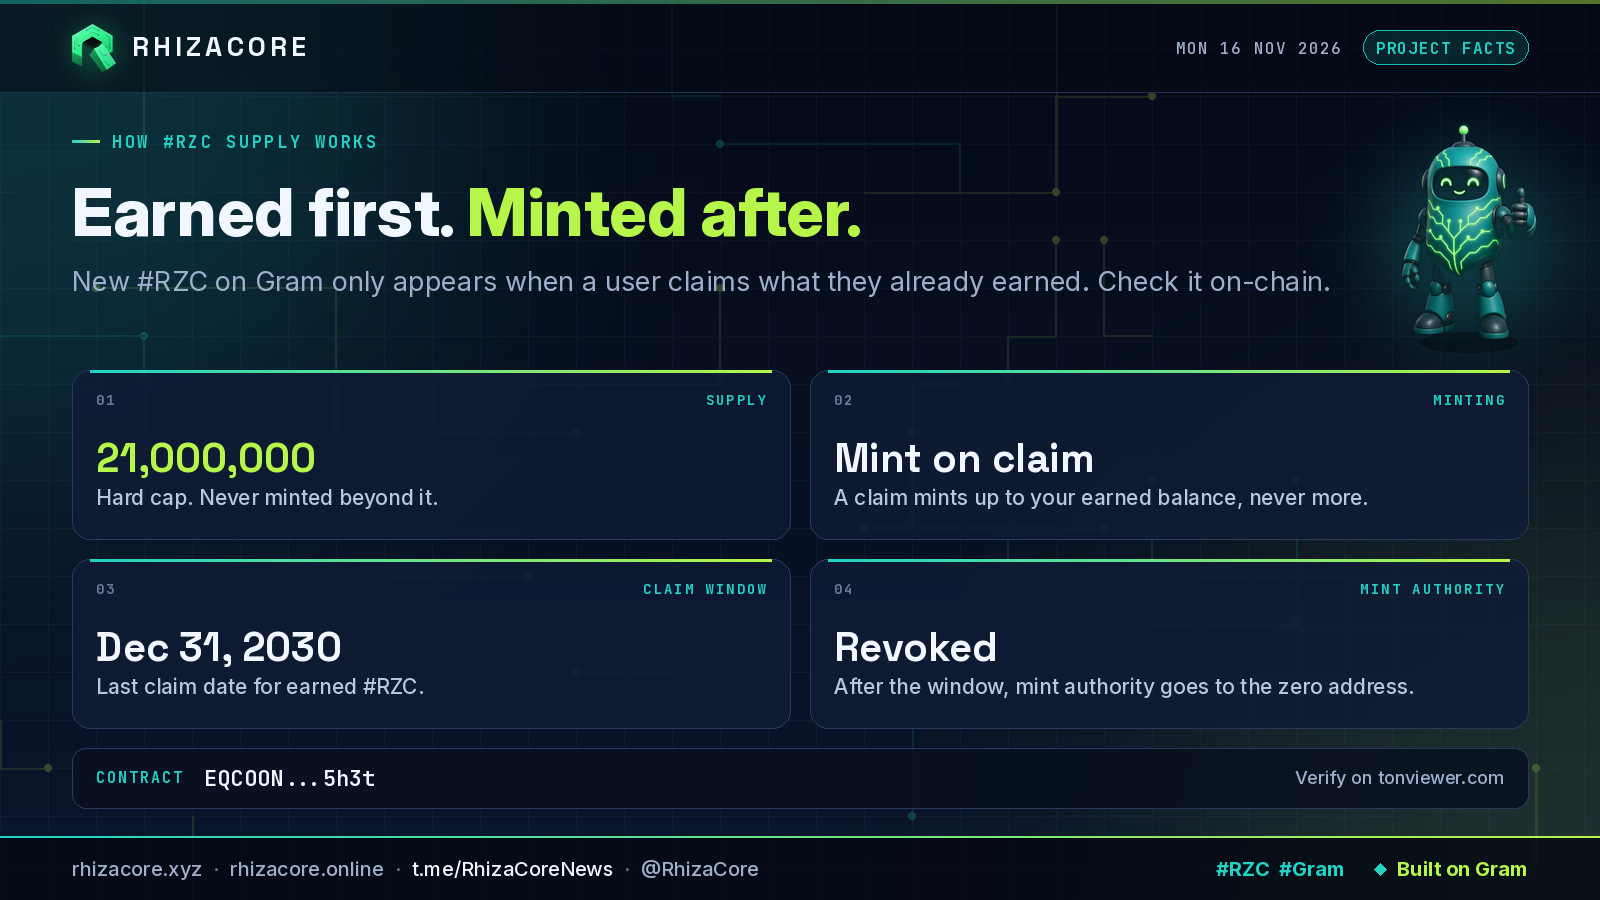 RHIZACORE
MON 16 NOV 2026
PROJECT FACTS
HOW #RZC SUPPLY WORKS
Earned first. Minted after.
New #RZC on Gram only appears when a user claims what they already earned. Check it on-chain.
01
SUPPLY
21,000,000
Hard cap. Never minted beyond it.
02
MINTING
Mint on claim
A claim mints up to your earned balance, never more.
03
CLAIM WINDOW
Dec 31, 2030
Last claim date for earned #RZC.
04
MINT AUTHORITY
Revoked
After the window, mint authority goes to the zero address.
CONTRACT EQCOON...5h3t
Verify on tonviewer.com
rhizacore.xyz · rhizacore.online · t.me/RhizaCoreNews · @RhizaCore
#RZC #Gram ◆ Built on Gram